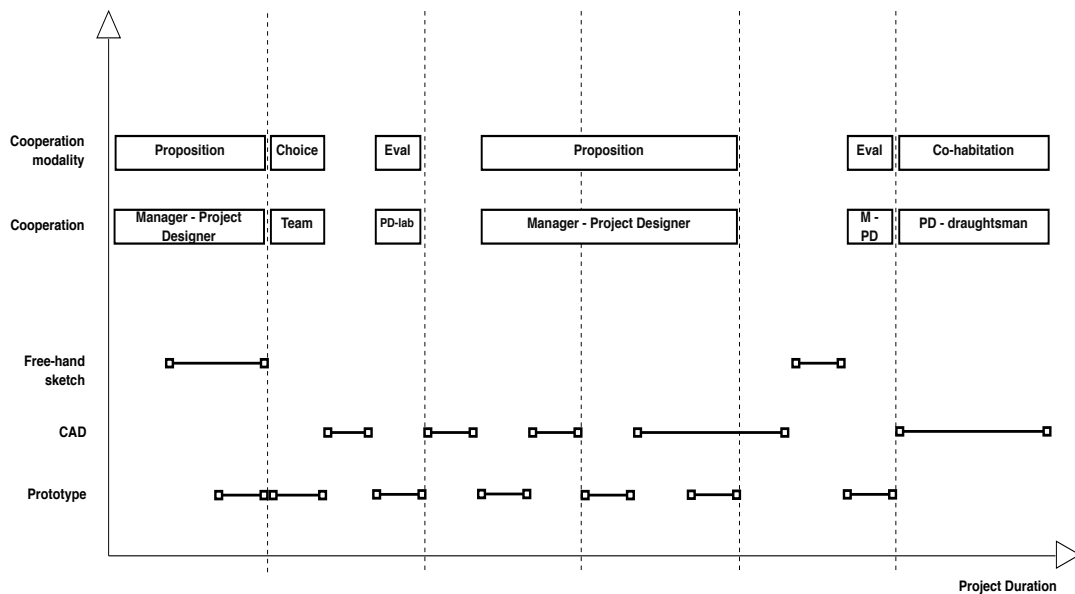 Cooperation
modality
Proposition
Choice
Eval
Proposition
Eval
Co-habitation
Cooperation
Manager - Project
Designer
Team
PD-lab
Manager - Project Designer
M -
PD
PD - draughtsman
Free-hand
sketch
CAD
Prototype
Project Duration